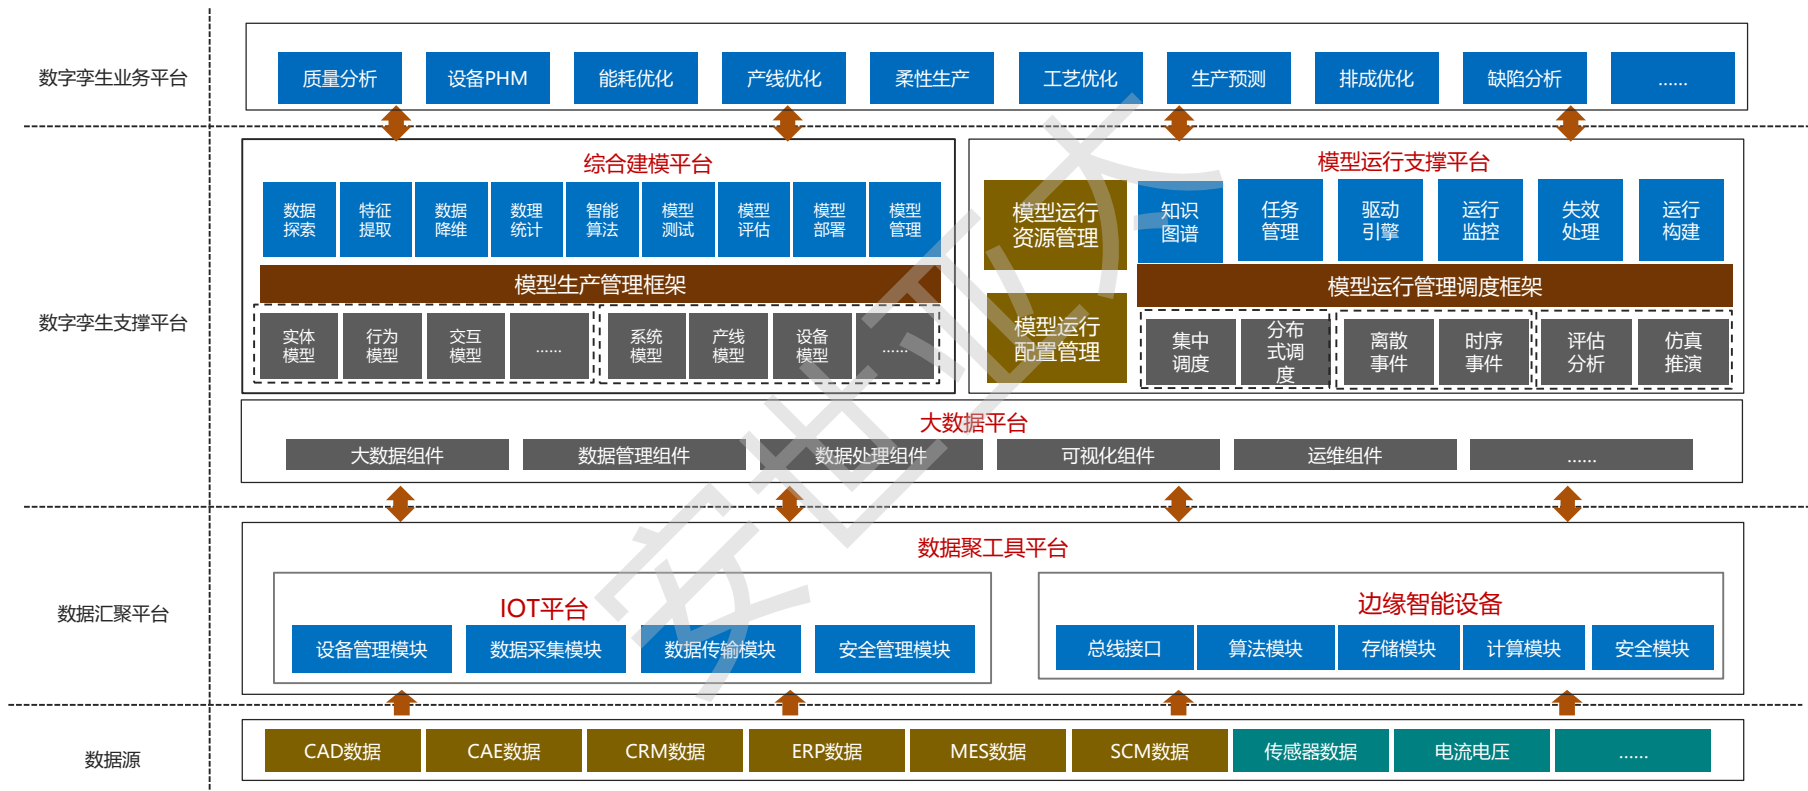 数字孪生业务平台
质量分析
设备PHM
能耗优化
产线优化
柔性生产
工艺优化
生产预测
排成优化
缺陷分析
......
数字孪生支撑平台
综合建模平台
数据
探索
特征
提取
数据
降维
数理
统计
智能
算法
模型
测试
模型
评估
模型
部署
模型
管理
模型生产管理框架
实体
模型
行为
模型
交互
模型
......
系统
模型
产线
模型
设备
模型
......
模型运行支撑平台
模型运行
资源管理
模型运行
配置管理
知识
图谱
任务
管理
驱动
引擎
运行
监控
失效
处理
运行
构建
模型运行管理调度框架
集中
调度
分布
式调
度
离散
事件
时序
事件
评估
分析
仿真
推演
大数据平台
大数据组件
数据管理组件
数据处理组件
可视化组件
运维组件
......
数据汇聚平台
数据聚工具平台
IOT平台
设备管理模块
数据采集模块
数据传输模块
安全管理模块
边缘智能设备
总线接口
算法模块
存储模块
计算模块
安全模块
数据源
CAD数据
CAE数据
CRM数据
ERP数据
MES数据
SCM数据
传感器数据
电流电压
......
安世亚太